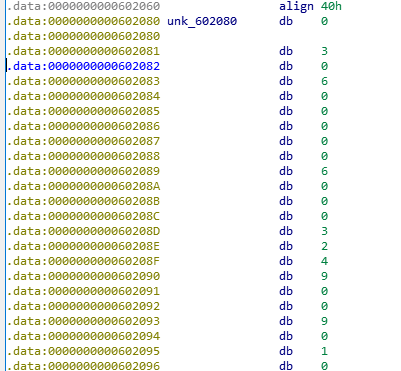 .data:0000000000602060 align 40h
.data:0000000000602080 unk_602080 db 0
.data:0000000000602080
.data:0000000000602081 db 3
.data:0000000000602082 db 0
.data:0000000000602083 db 6
.data:0000000000602084 db 0
.data:0000000000602085 db 0
.data:0000000000602086 db 0
.data:0000000000602087 db 0
.data:0000000000602088 db 0
.data:0000000000602089 db 6
.data:000000000060208A db 0
.data:000000000060208B db 0
.data:000000000060208C db 0
.data:000000000060208D db 3
.data:000000000060208E db 2
.data:000000000060208F db 4
.data:0000000000602090 db 9
.data:0000000000602091 db 0
.data:0000000000602092 db 0
.data:0000000000602093 db 9
.data:0000000000602094 db 0
.data:0000000000602095 db 1
.data:0000000000602096 db 0